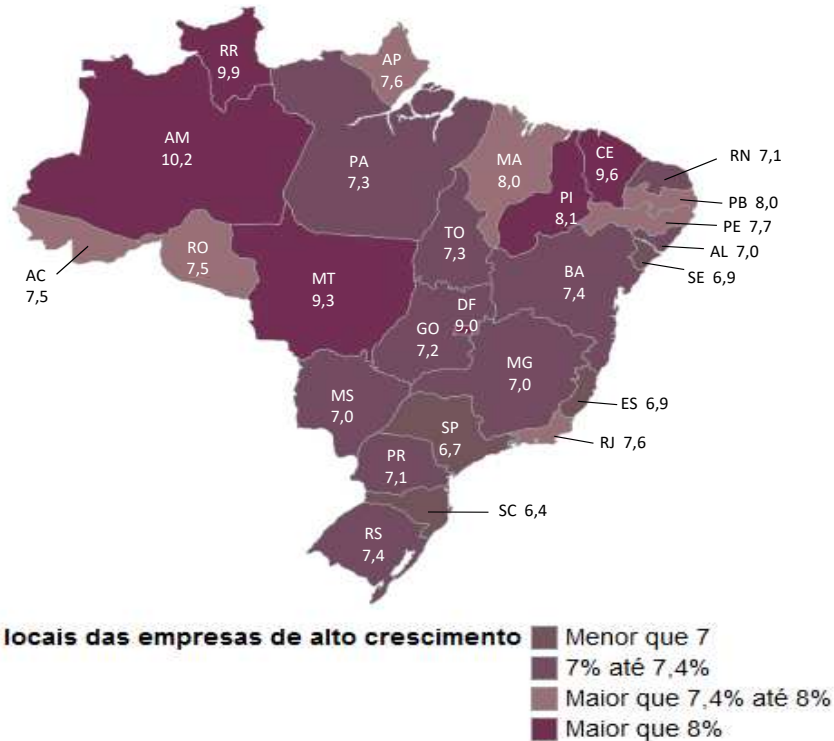 RR
9,9
AP
7,6
AM
10,2
PA
7,3
MA
8,0
CE
9,6
RN 7,1
PI
8,1
PB 8,0
PE 7,7
AL 7,0
SE 6,9
TO
7,3
AC
7,5
RO
7,5
MT
9,3
BA
7,4
DF
9,0
GO
7,2
MG
7,0
MS
7,0
ES 6,9
SP
6,7
RJ 7,6
PR
7,1
SC 6,4
RS
7,4
locais das empresas de alto crescimento
Menor que 7
7% até 7,4%
Maior que 7,4% até 8%
Maior que 8%